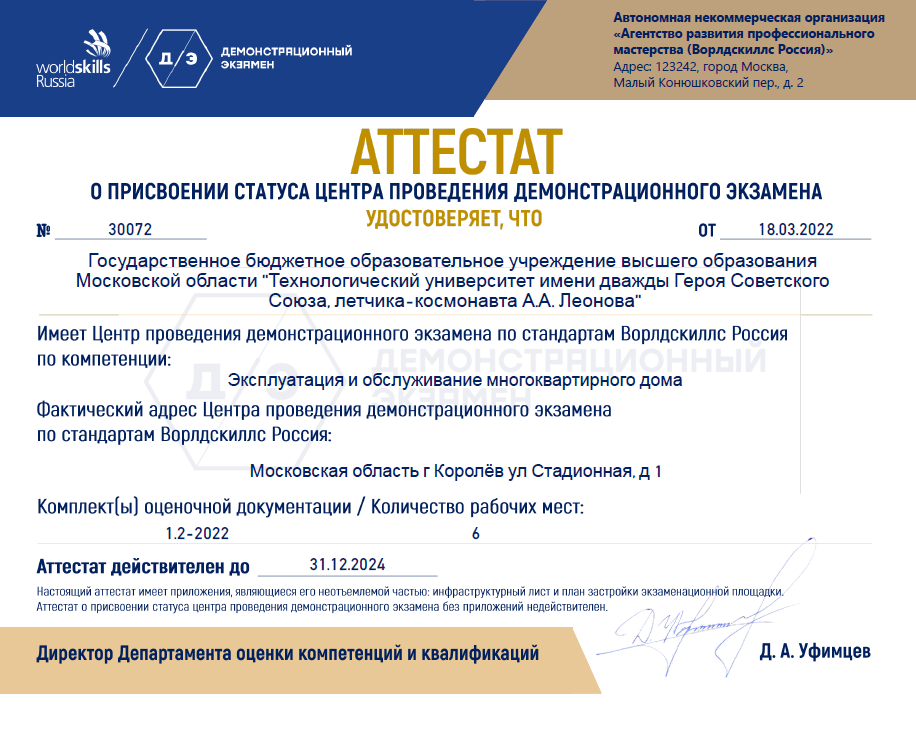 worldskills
Russia
Д/Э
ДЕМОНСТРАЦИОННЫЙ
ЭКЗАМЕН
Автономная некоммерческая организация
«Агентство развития профессионального
мастерства (Ворлдскиллс Россия)»
Адрес: 123242, город Москва,
Малый Конюшковский пер., д. 2
АТТЕСТАТ
О ПРИСВОЕНИИ СТАТУСА ЦЕНТРА ПРОВЕДЕНИЯ ДЕМОНСТРАЦИОННОГО ЭКЗАМЕНА
УДОСТОВЕРЯЕТ, ЧТО
№ 30072 ОТ 18.03.2022
Государственное бюджетное образовательное учреждение высшего образования
Московской области "Технологический университет имени дважды Героя Советского
Союза, летчика-космонавта А.А. Леонова"
Имеет Центр проведения демонстрационного экзамена по стандартам Ворлдскиллс Россия
по компетенции:
Д/Э ДЕМОНСТРАЦИОННЫЙ
ЭКЗАМЕН
Эксплуатация и обслуживание многоквартирного дома
Фактический адрес Центра проведения демонстрационного экзамена
по стандартам Ворлдскиллс Россия:
Московская область г Королёв ул Стадионная, д 1
Комплект(ы) оценочной документации / Количество рабочих мест:
1.2-2022 6
Аттестат действителен до 31.12.2024
Настоящий аттестат имеет приложения, являющиеся его неотъемлемой частью: инфраструктурный лист и план застройки экзаменационной площадки.
Аттестат о присвоении статуса центра проведения демонстрационного экзамена без приложений недействителен.
Директор Департамента оценки компетенций и квалификаций
Д. А. Уфимцев